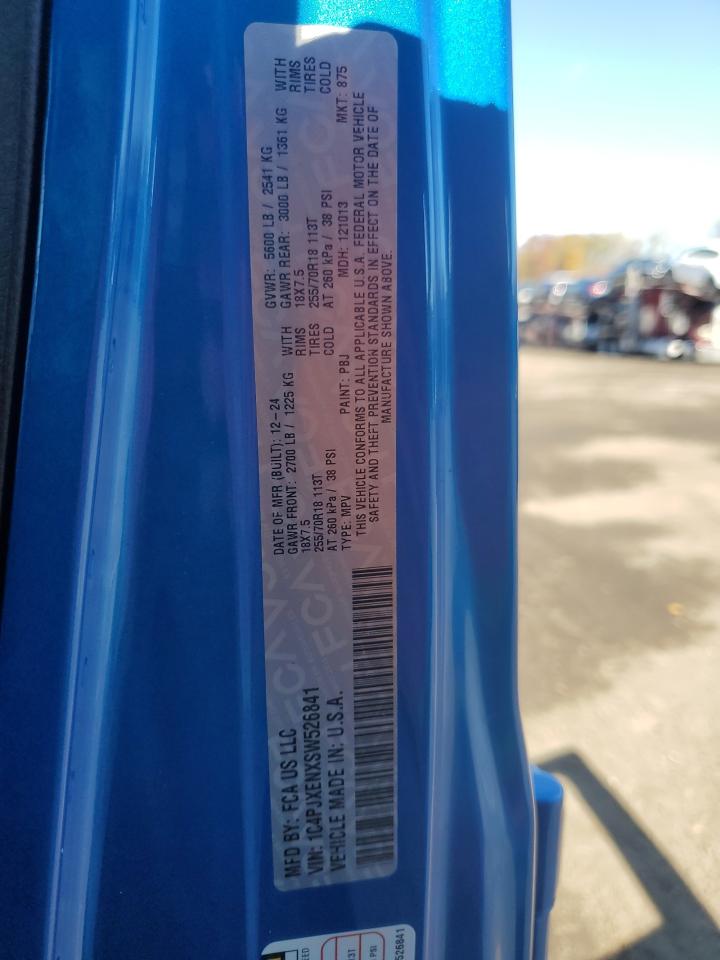 MFD BY: FCA US LLC
VIN: 1C4PJXENXSW526841
VEHICLE MADE IN: U.S.A.
DATE OF MFR (BUILT): 12-24 GVWR: 5600 LB / 2541 KG
GAWR FRONT: 2700 LB / 1225 KG WITH GAWR REAR: 3000 LB / 1361 KG WITH
18X7.5 RIMS 18X7.5 RIMS
255/70R18 113T TIRES 255/70R18 113T TIRES
AT 260 kPa / 38 PSI COLD AT 260 kPa / 38 PSI COLD
TYPE: MPV PAINT: PBJ MDH: 121013 MKT: 875
THIS VEHICLE CONFORMS TO ALL APPLICABLE U.S.A. FEDERAL MOTOR VEHICLE
SAFETY AND THEFT PREVENTION STANDARDS IN EFFECT ON THE DATE OF
MANUFACTURE SHOWN ABOVE.
PSI
526841